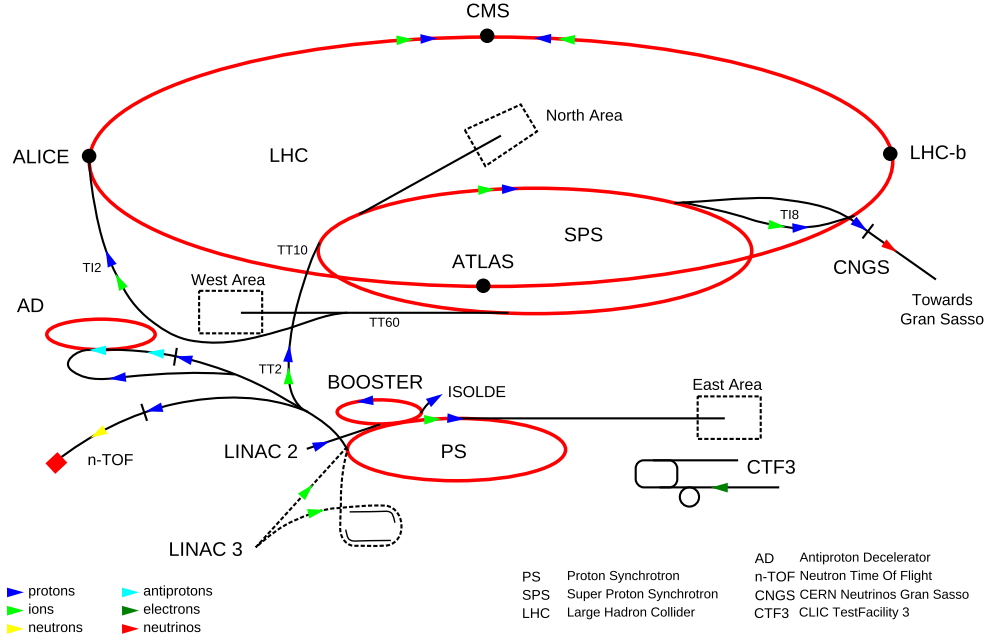 CMS
North Area
ALICE
LHC
LHC-b
TI8
SPS
TT10
ATLAS
TI2
CNGS
West Area
Towards
Gran Sasso
AD
TT60
TT2
BOOSTER
ISOLDE
East Area
LINAC 2
PS
n-TOF
CTF3
LINAC 3
protons
ions
neutrons
antiprotons
electrons
neutrinos
PS Proton Synchrotron
SPS Super Proton Synchrotron
LHC Large Hadron Collider
AD Antiproton Decelerator
n-TOF Neutron Time Of Flight
CNGS CERN Neutrinos Gran Sasso
CTF3 CLIC TestFacility 3